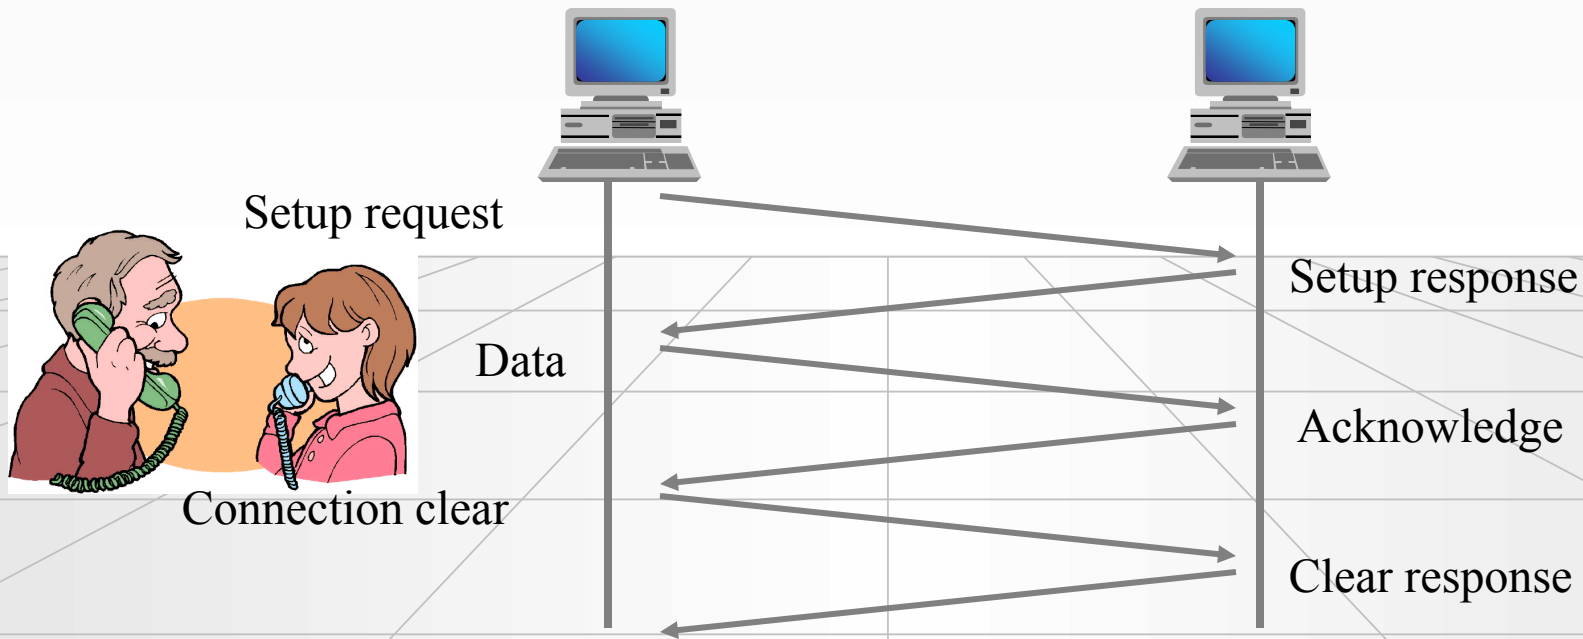 Setup request
Setup response
Data
Acknowledge
Connection clear
Clear response